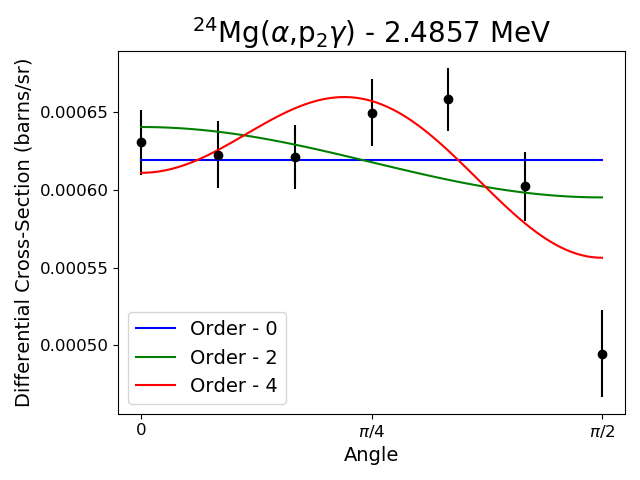 ²⁴Mg(α,p₂γ) - 2.4857 MeV
Differential Cross-Section (barns/sr)
0.00065
0.00060
0.00055
0.00050
Order - 0
Order - 2
Order - 4
0
π/4
π/2
Angle